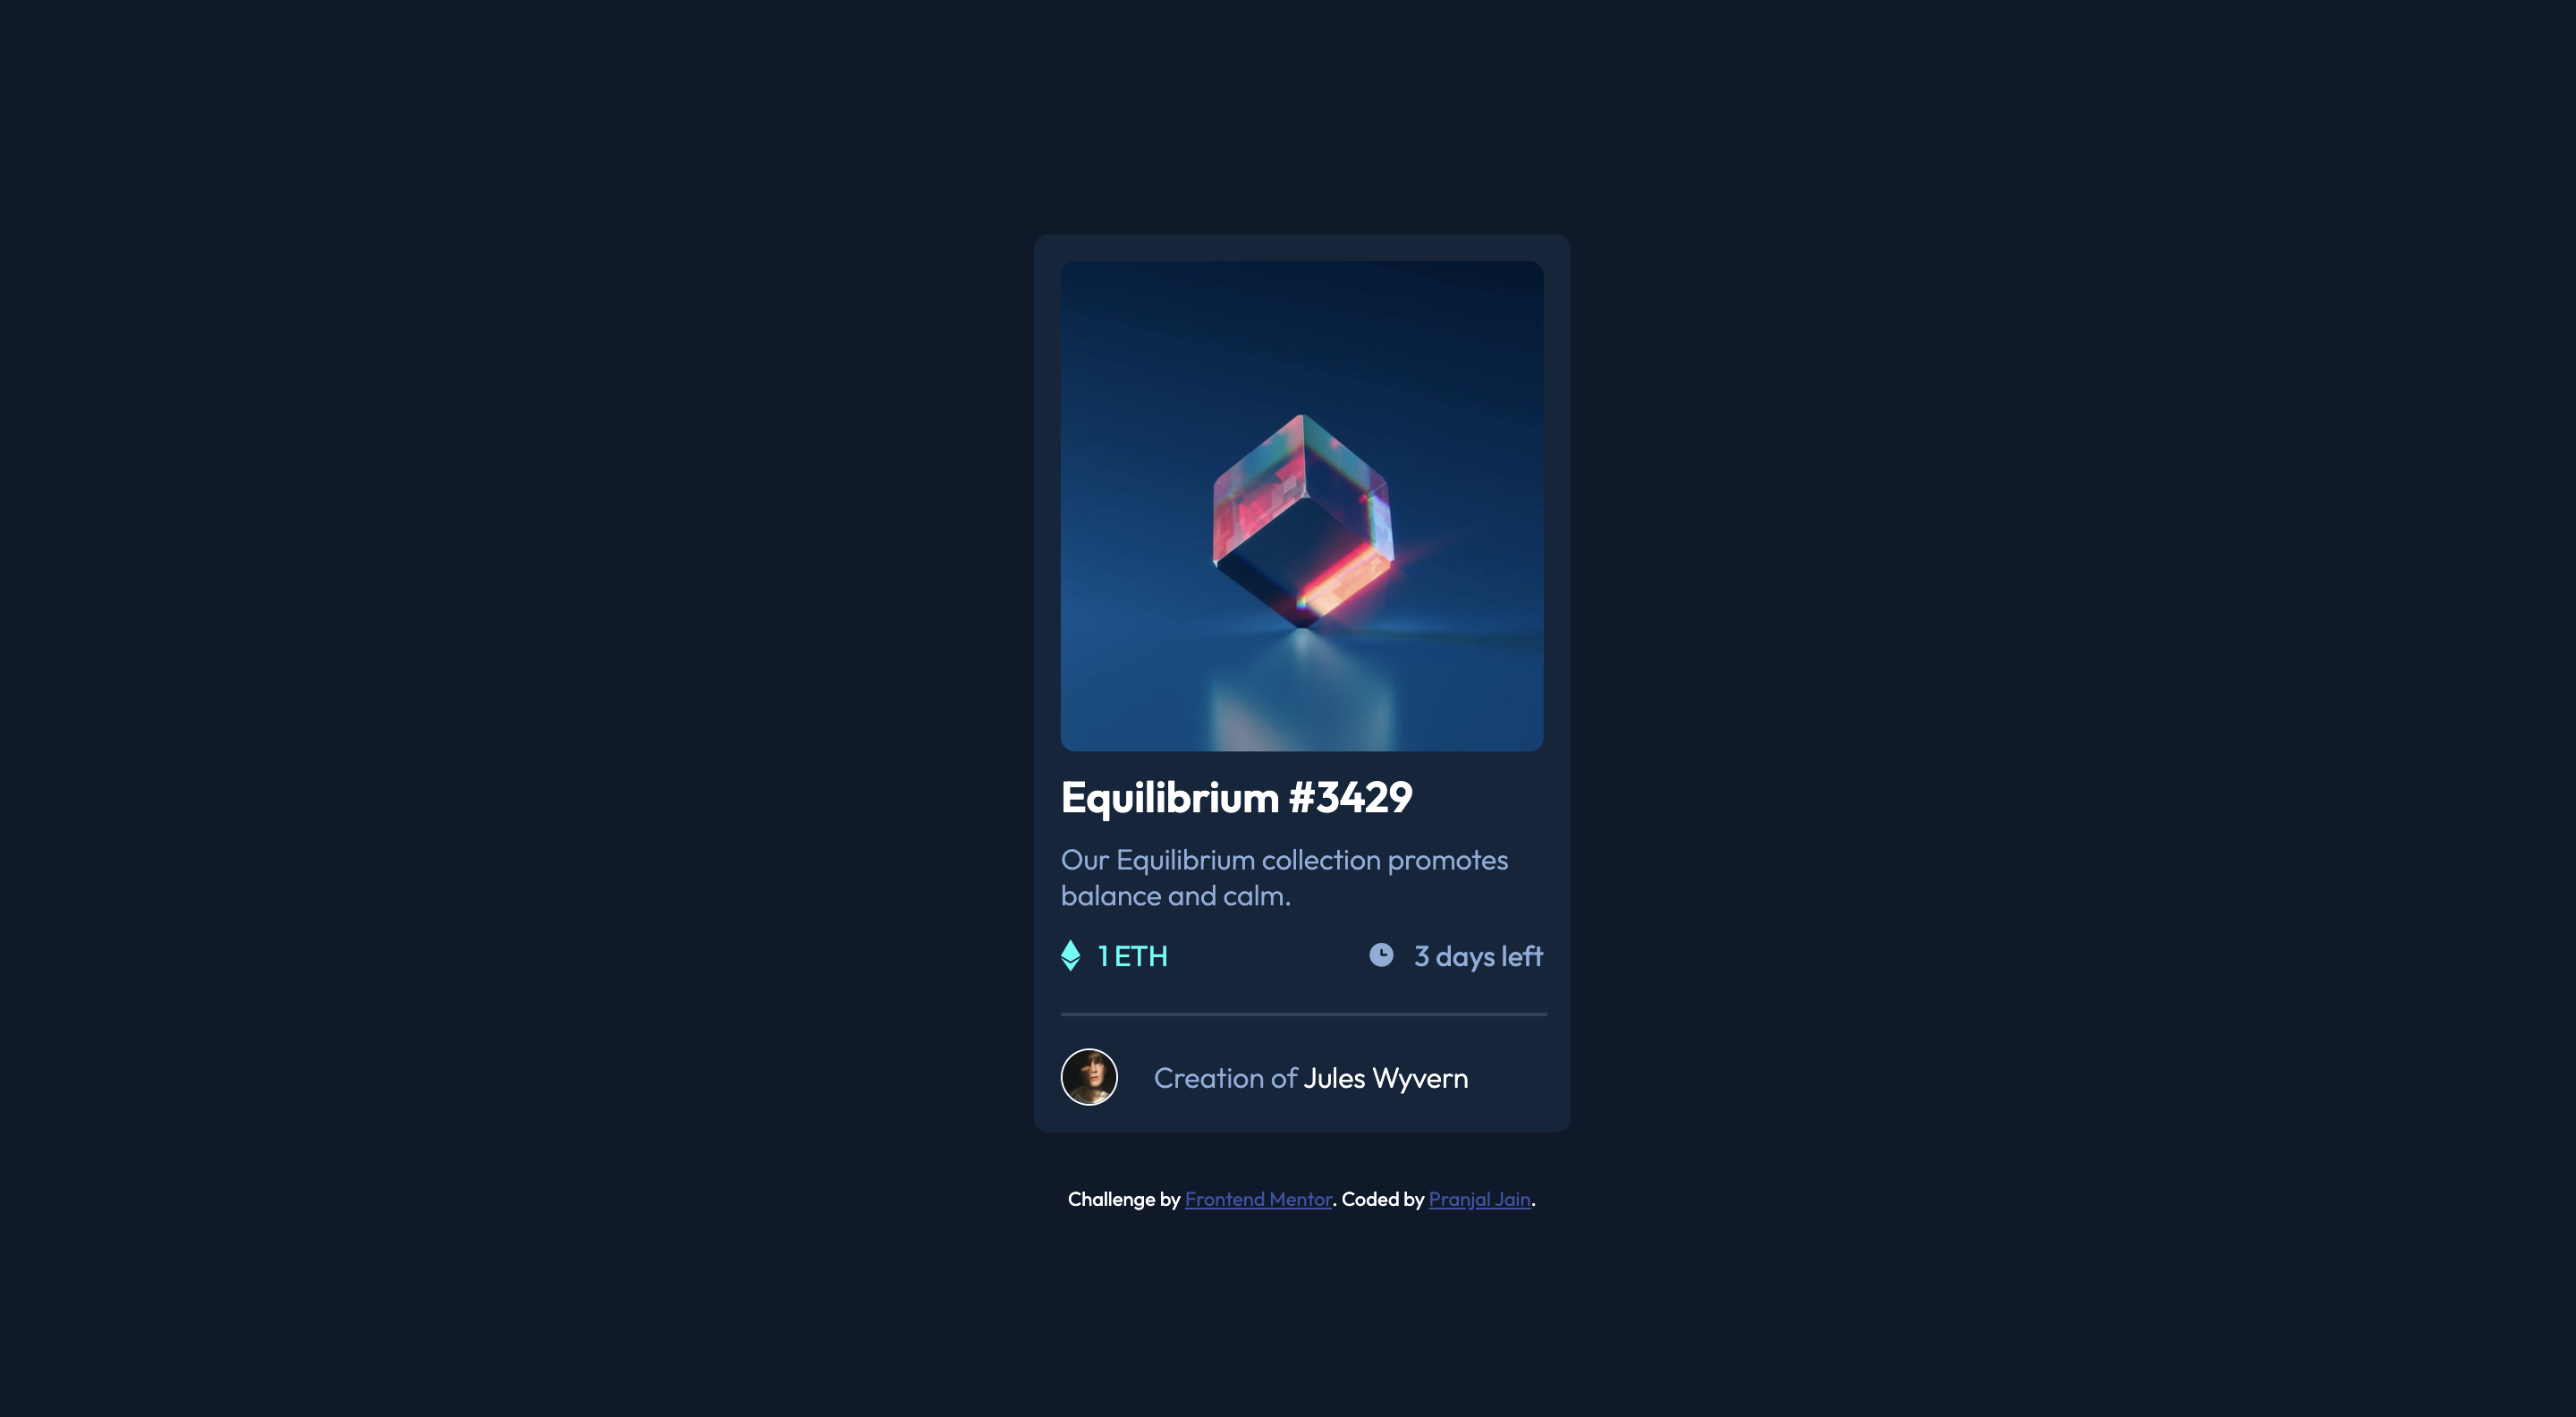 Equilibrium #3429
Our Equilibrium collection promotes
balance and calm.
1 ETH
3 days left
Creation of Jules Wyvern
Challenge by Frontend Mentor. Coded by Pranjal Jain.